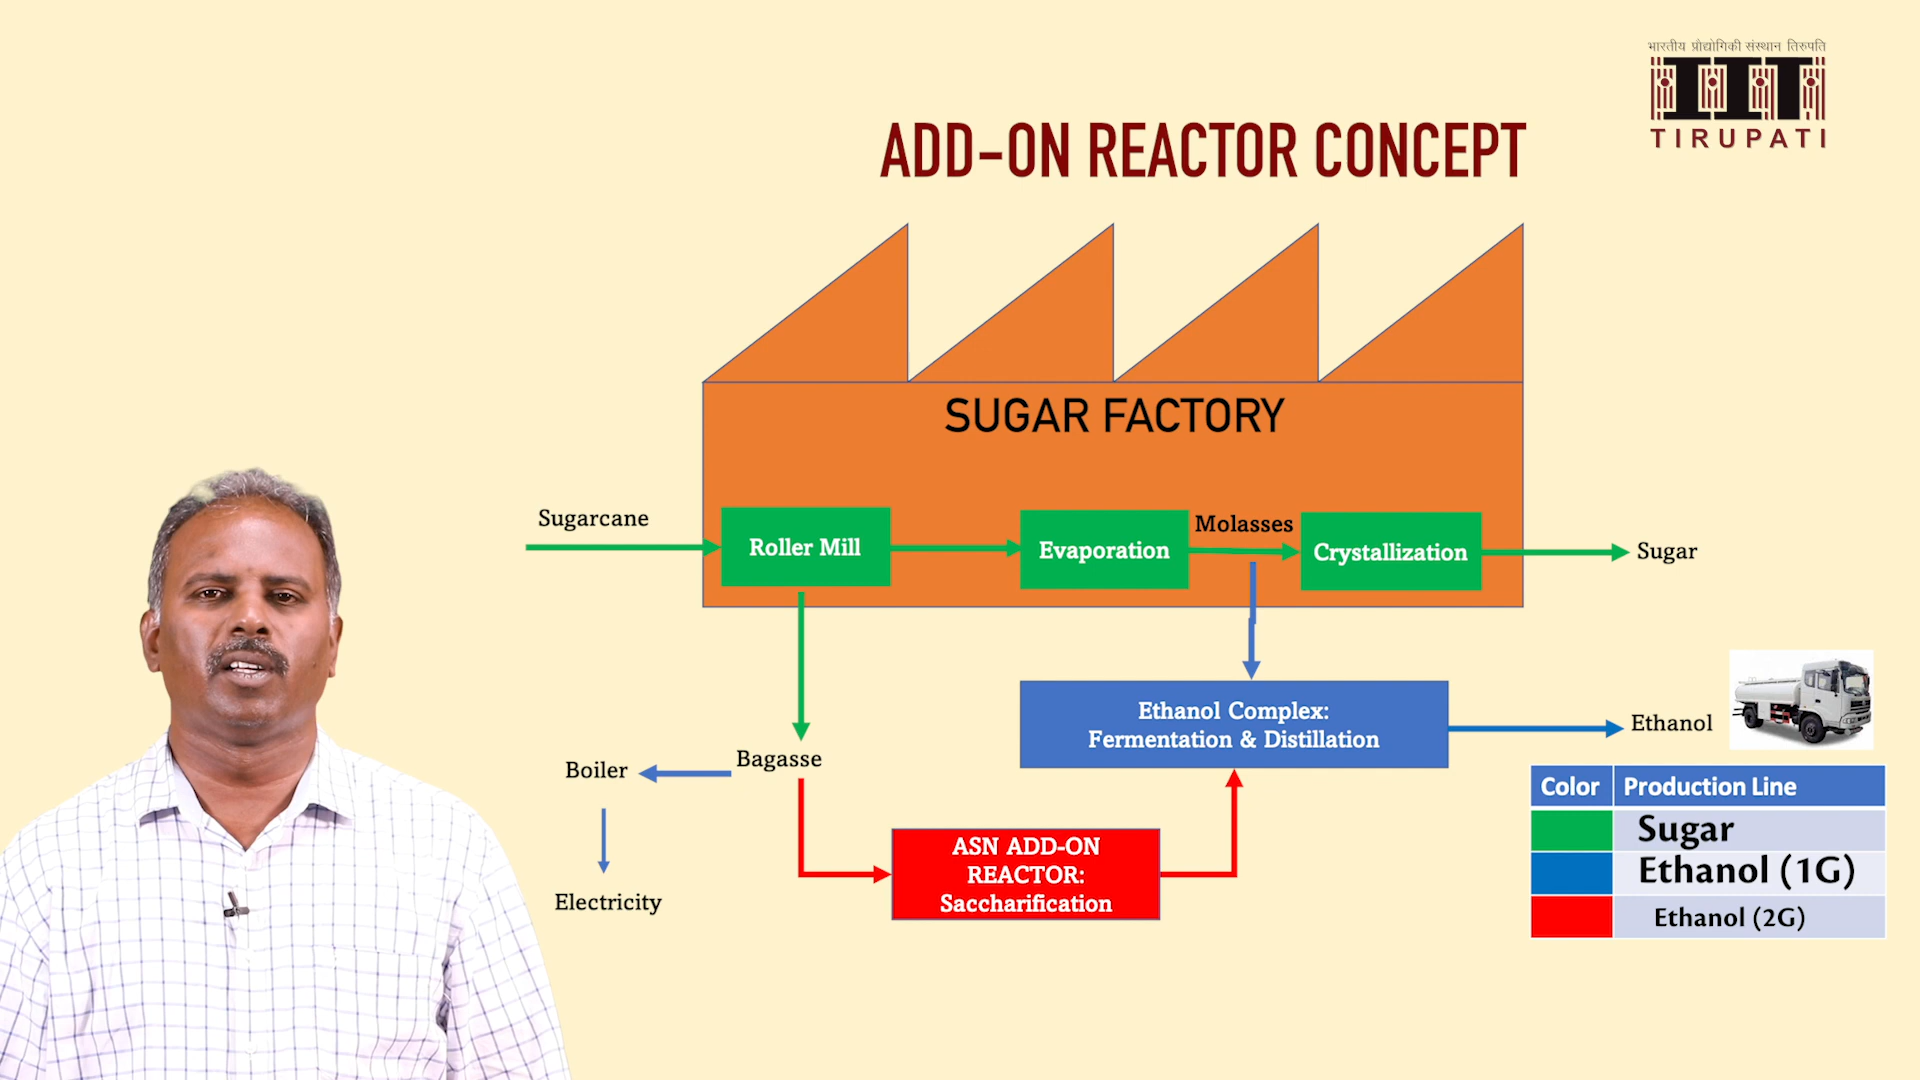 भारतीय प्रौद्योगिकी संस्थान तिरुपति
IIT
TIRUPATI
ADD-ON REACTOR CONCEPT
SUGAR FACTORY
Sugarcane
Roller Mill
Evaporation
Molasses
Crystallization
Sugar
Ethanol Complex:
Fermentation & Distillation
Ethanol
Bagasse
Boiler
Electricity
ASN ADD-ON
REACTOR:
Saccharification
Color Production Line
Sugar
Ethanol (1G)
Ethanol (2G)